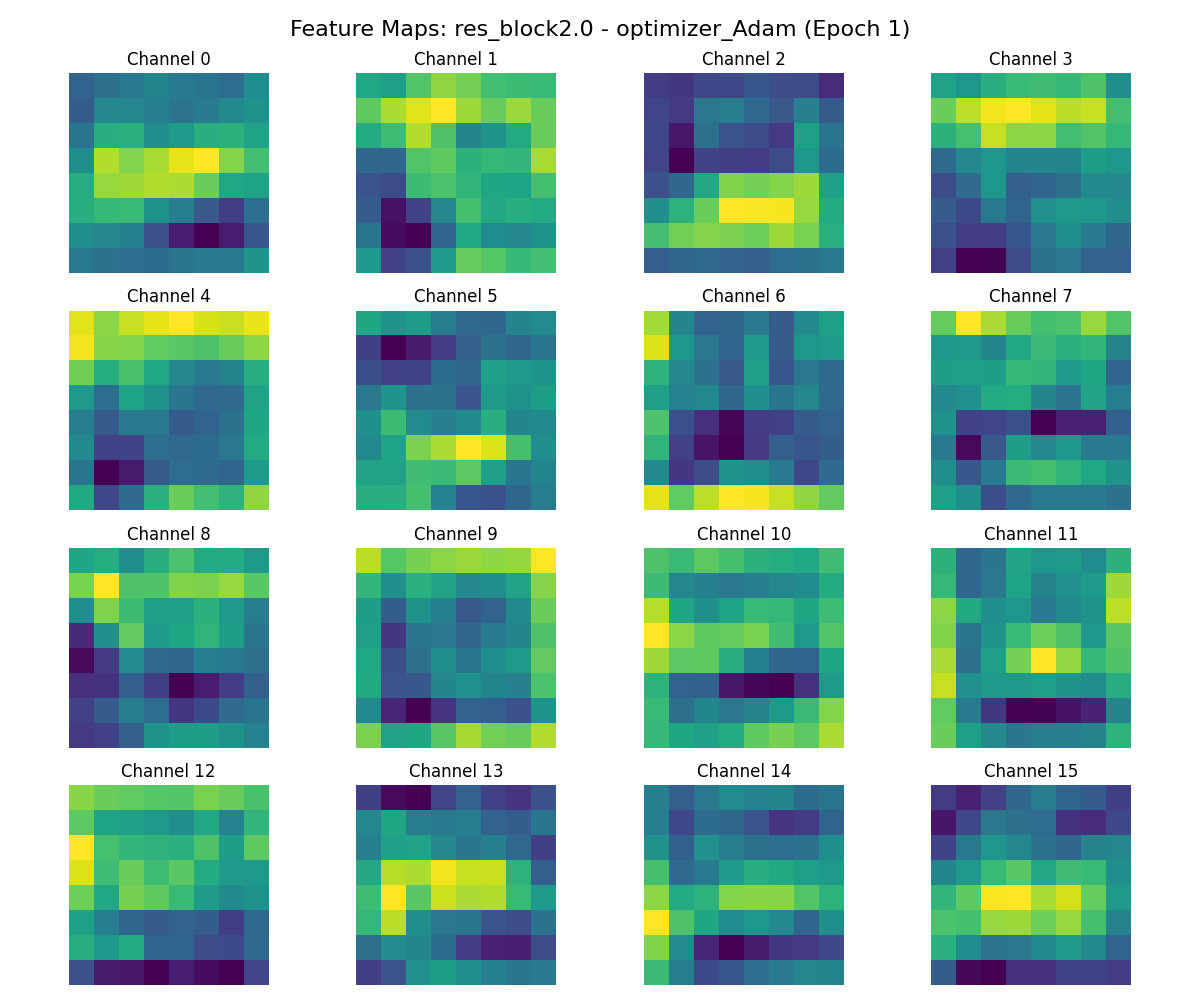 Feature Maps: res_block2.0 - optimizer_Adam (Epoch 1)
Channel 0
Channel 1
Channel 2
Channel 3
Channel 4
Channel 5
Channel 6
Channel 7
Channel 8
Channel 9
Channel 10
Channel 11
Channel 12
Channel 13
Channel 14
Channel 15